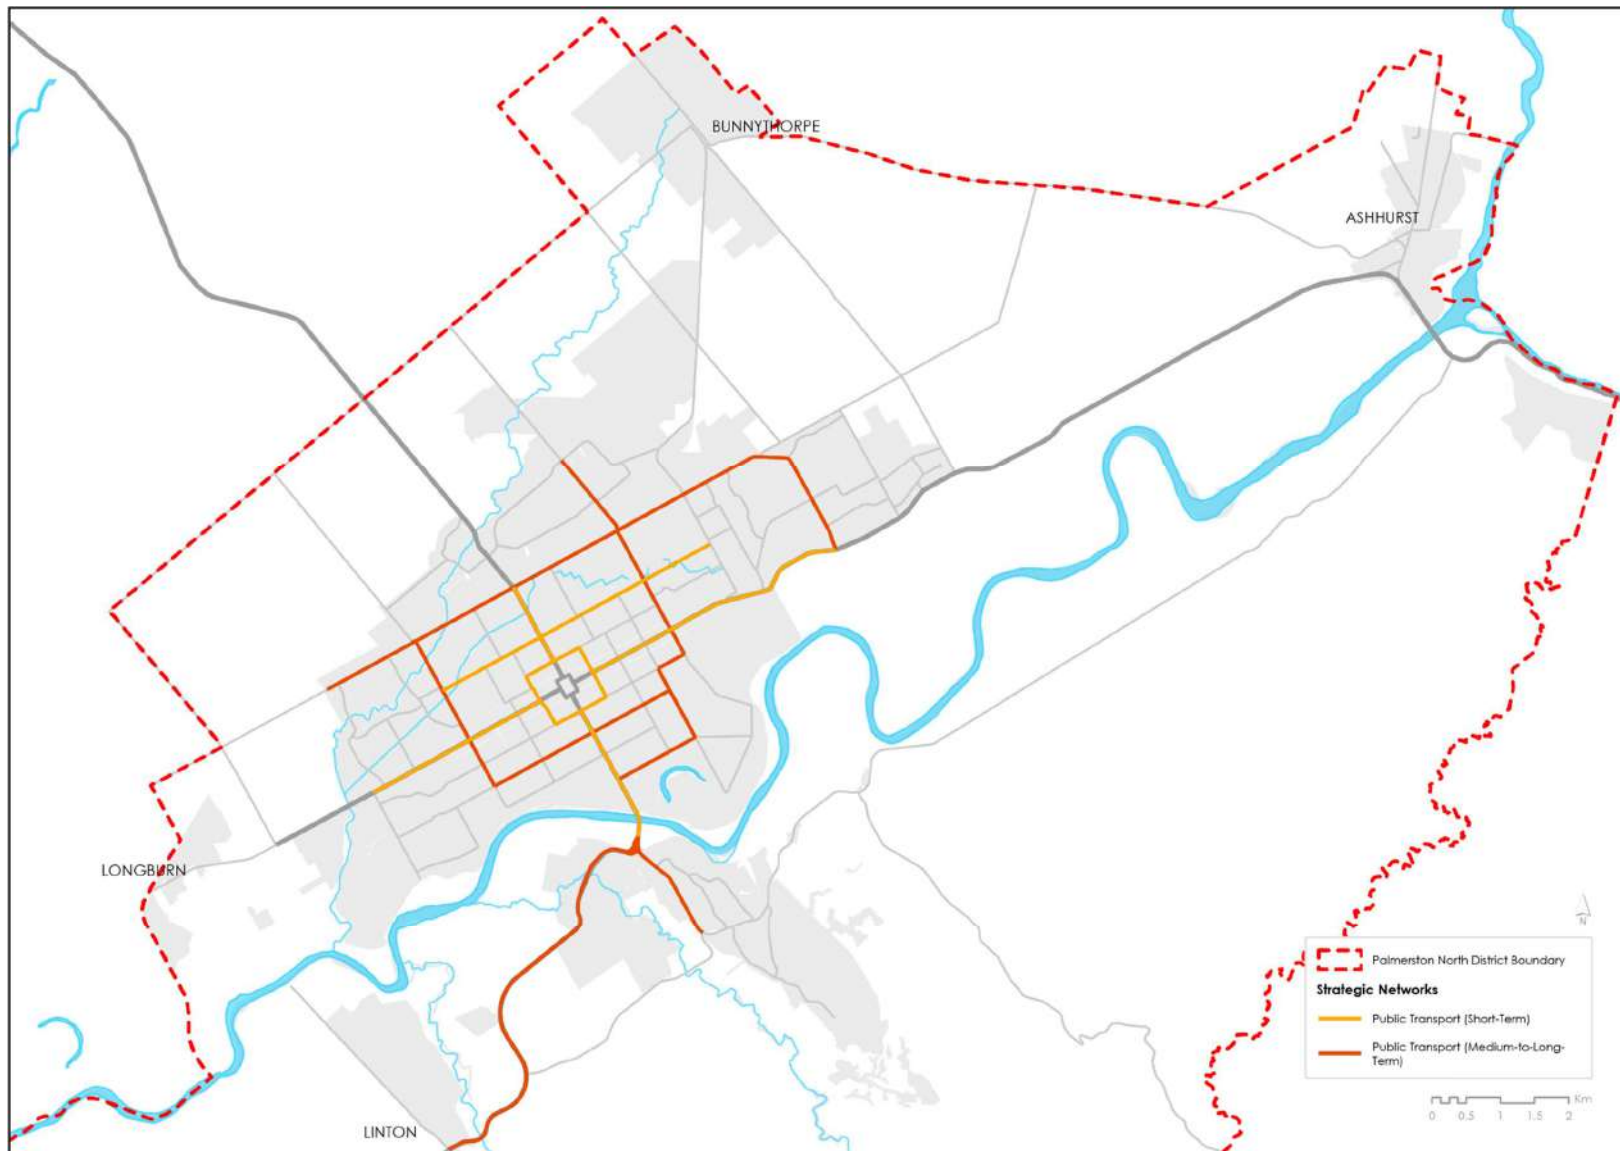 BUNNYTHORPE
ASHHURST
LONGBURN
LINTON
N
Palmerston North District Boundary
Strategic Networks
Public Transport (Short-Term)
Public Transport (Medium-to-Long-
Term)
Km
0 0.5 1 1.5 2